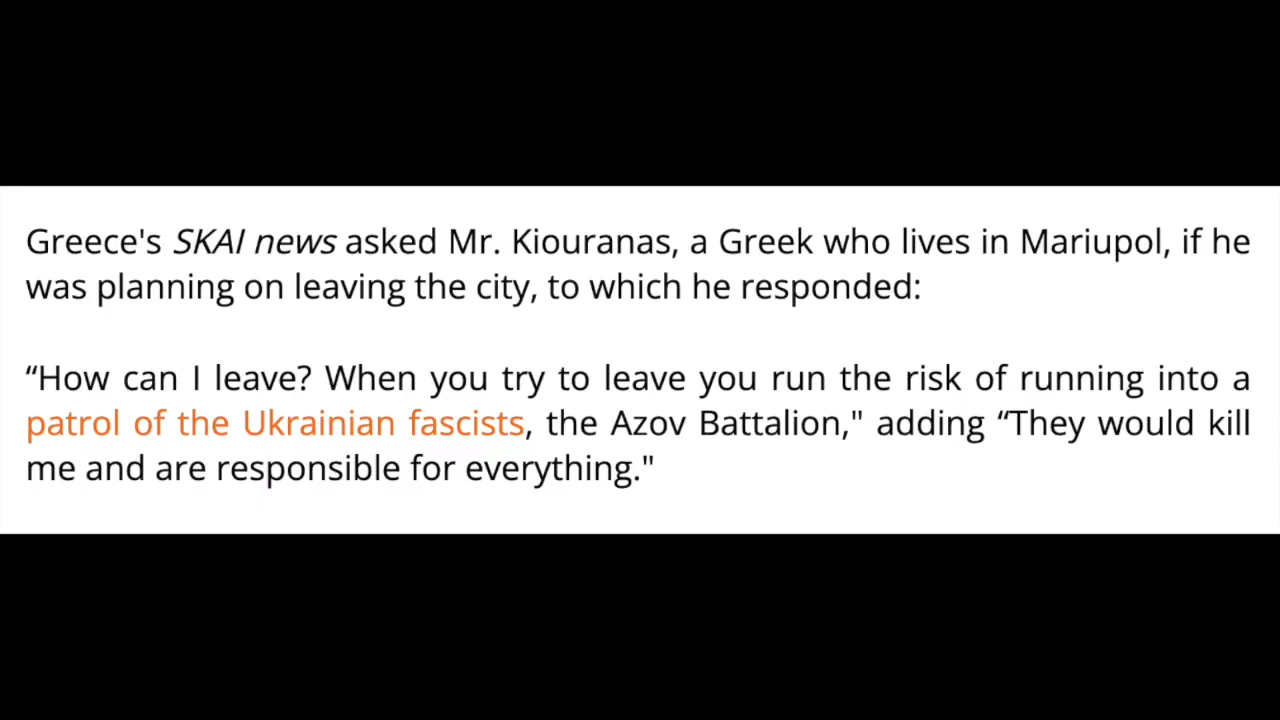 Greece's SKAI news asked Mr. Kiouranas, a Greek who lives in Mariupol, if he
was planning on leaving the city, to which he responded:
“How can I leave? When you try to leave you run the risk of running into a
patrol of the Ukrainian fascists, the Azov Battalion," adding “They would kill
me and are responsible for everything."